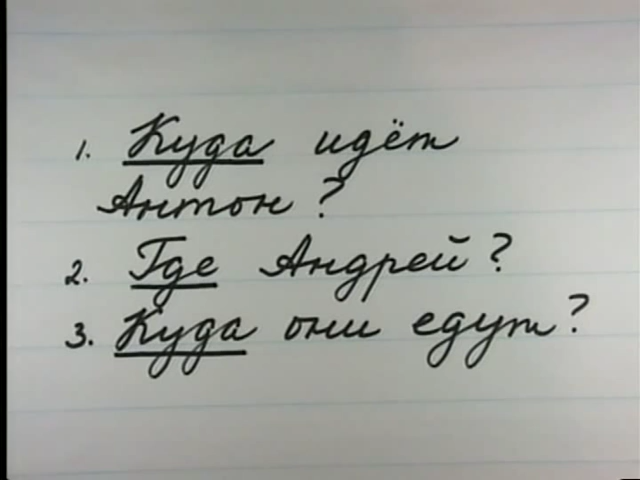 1. Куда идёт
Антон?
2. Где Андрей?
3. Куда они едут?